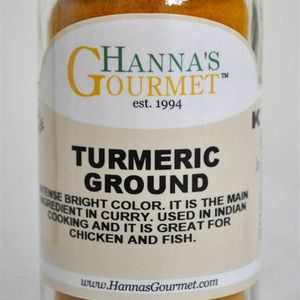 HANNA'S
GOURMET™
est. 1994
TURMERIC
GROUND
INTENSE BRIGHT COLOR. IT IS THE MAIN
INGREDIENT IN CURRY. USED IN INDIAN
COOKING AND IT IS GREAT FOR
CHICKEN AND FISH.
www.HannasGourmet.com